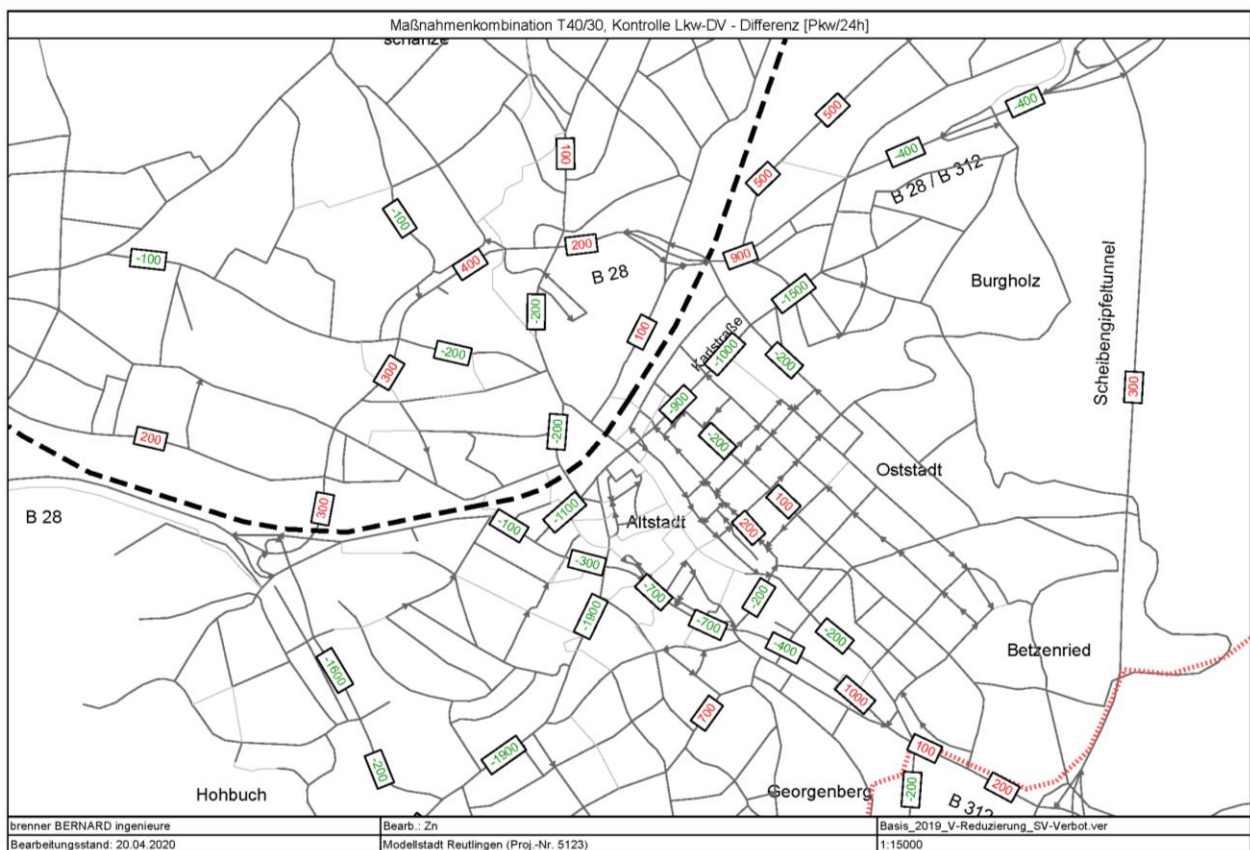 Maßnahmenkombination T40/30, Kontrolle Lkw-DV - Differenz [Pkw/24h]
schanze
-400
500
-400
100
500
B 28 / B 312
-100
200
900
-100
400
B 28
Burgholz
-1500
-200
100
Karlstraße
-1000
-200
-200
300
Scheibengipfeltunnel
300
-900
-200
200
-200
Oststadt
100
300
B 28
-1100
-100
Altstadt
200
-300
-700
-200
-1900
-700
-200
-400
Betzenried
-1600
1000
700
100
-1900
-200
200
Hohbuch
Georgenberg
-200
B 312
brenner BERNARD ingenieure
Bearb.: Zn
Basis_2019_V-Reduzierung_SV-Verbot.ver
Bearbeitungsstand: 20.04.2020
Modellstadt Reutlingen (Proj.-Nr. 5123)
1:15000